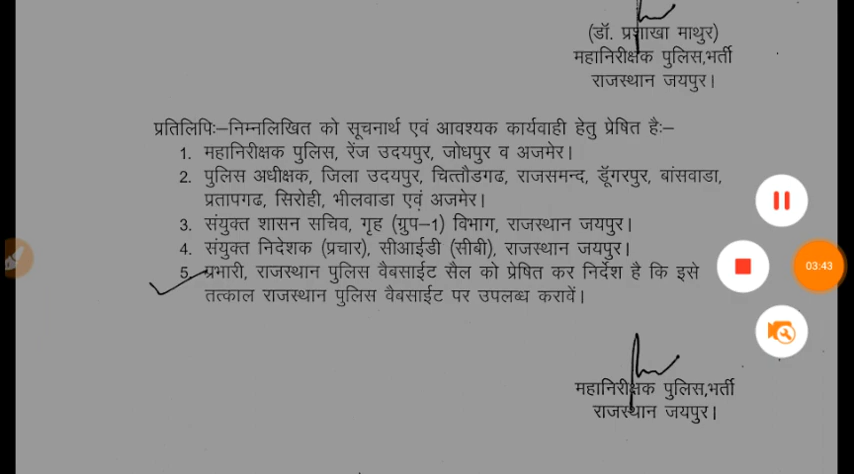 (डॉ. प्रशाखा माथुर)
महानिरीक्षक पुलिस,भर्ती
राजस्थान जयपुर।
प्रतिलिपिः–निम्नलिखित को सूचनार्थ एवं आवश्यक कार्यवाही हेतु प्रेषित हैः–
1. महानिरीक्षक पुलिस, रेंज उदयपुर, जोधपुर व अजमेर।
2. पुलिस अधीक्षक, जिला उदयपुर, चित्तौडगढ, राजसमन्द, डूॅगरपुर, बांसवाडा,
प्रतापगढ, सिरोही, भीलवाडा एवं अजमेर।
3. संयुक्त शासन सचिव, गृह (ग्रुप–1) विभाग, राजस्थान जयपुर।
4. संयुक्त निदेशक (प्रचार), सीआईडी (सीबी), राजस्थान जयपुर।
5. प्रभारी, राजस्थान पुलिस वैबसाईट सैल को प्रेषित कर निर्देश है कि इसे
तत्काल राजस्थान पुलिस वैबसाईट पर उपलब्ध करावें।
03:43
महानिरीक्षक पुलिस,भर्ती
राजस्थान जयपुर।